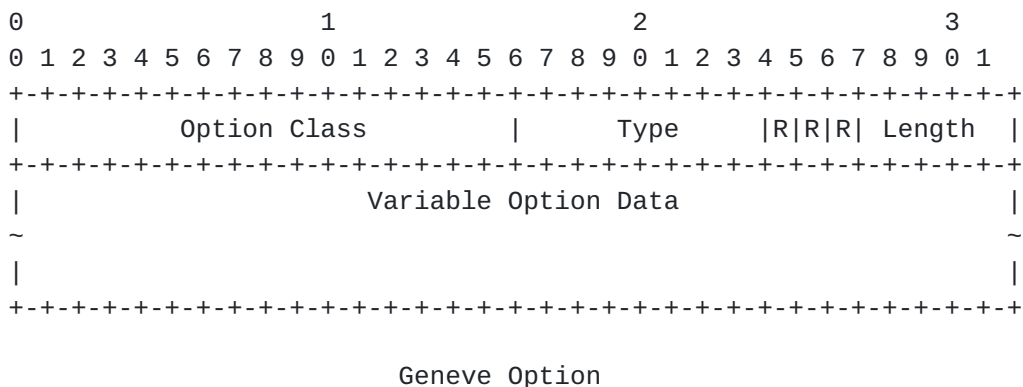 0                   1                   2                   3
0 1 2 3 4 5 6 7 8 9 0 1 2 3 4 5 6 7 8 9 0 1 2 3 4 5 6 7 8 9 0 1
+-+-+-+-+-+-+-+-+-+-+-+-+-+-+-+-+-+-+-+-+-+-+-+-+-+-+-+-+-+-+-+-+
|          Option Class         |      Type     |R|R|R| Length  |
+-+-+-+-+-+-+-+-+-+-+-+-+-+-+-+-+-+-+-+-+-+-+-+-+-+-+-+-+-+-+-+-+
|                      Variable Option Data                     |
~                                                               ~
|                                                               |
+-+-+-+-+-+-+-+-+-+-+-+-+-+-+-+-+-+-+-+-+-+-+-+-+-+-+-+-+-+-+-+-+
Geneve Option